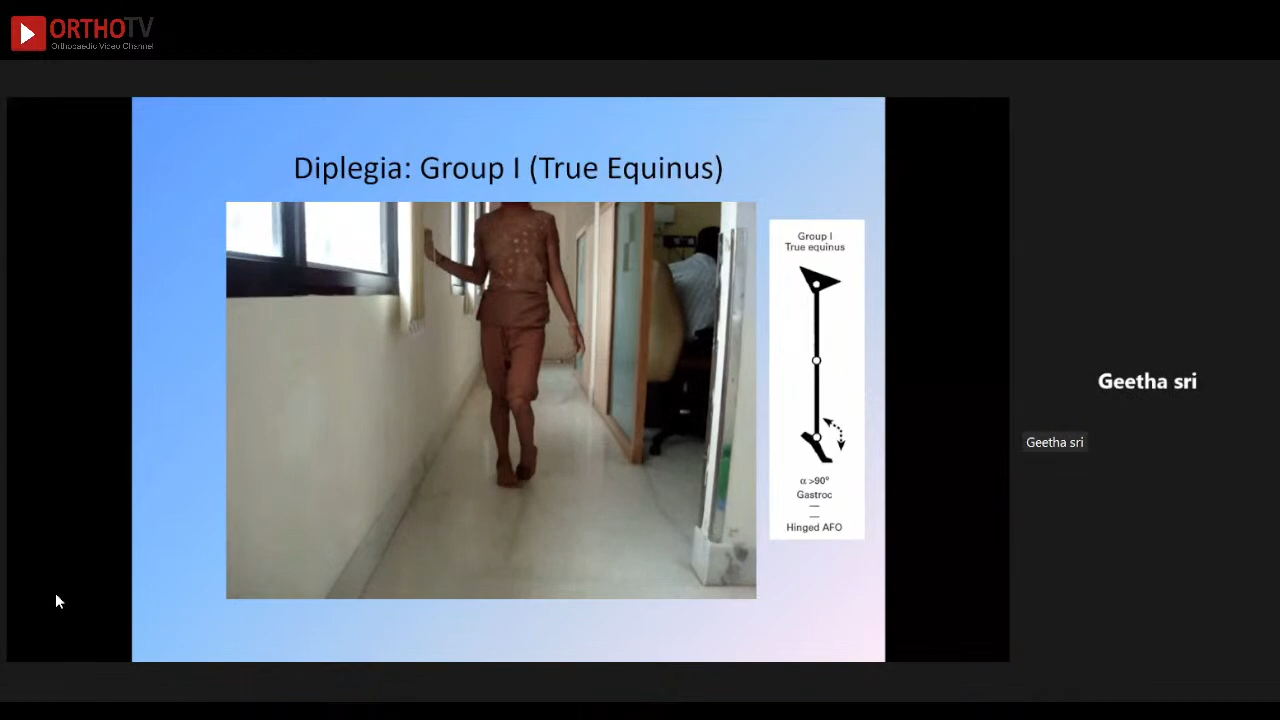 ORTHOTV
Orthopaedic Video Channel
Diplegia: Group I (True Equinus)
Group I
True equinus
α >90°
Gastroc
—
—
Hinged AFO
Geetha sri
Geetha sri